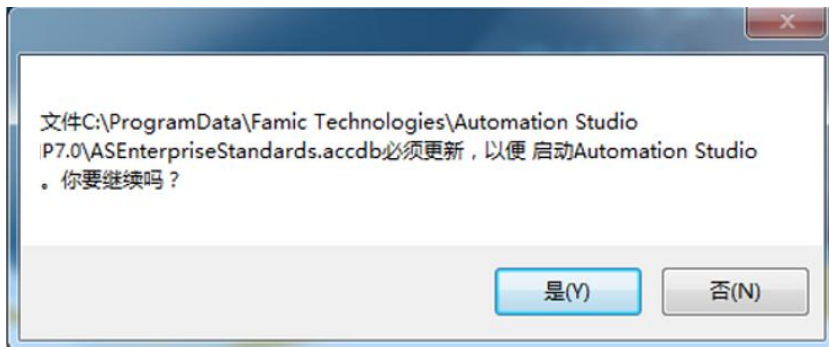 文件C:\ProgramData\Famic Technologies\Automation Studio
P7.0\ASEnterpriseStandards.accdb必须更新，以便 启动Automation Studio
。你要继续吗？
是(Y)
否(N)